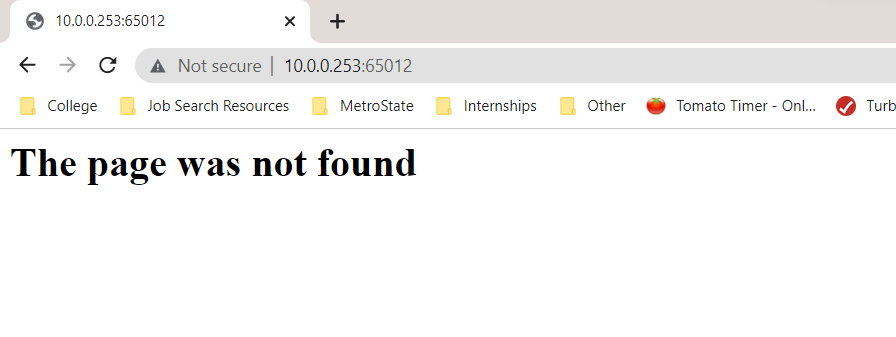 10.0.0.253:65012
Not secure | 10.0.0.253:65012
College Job Search Resources MetroState Internships Other Tomato Timer - Onl... Turb
The page was not found